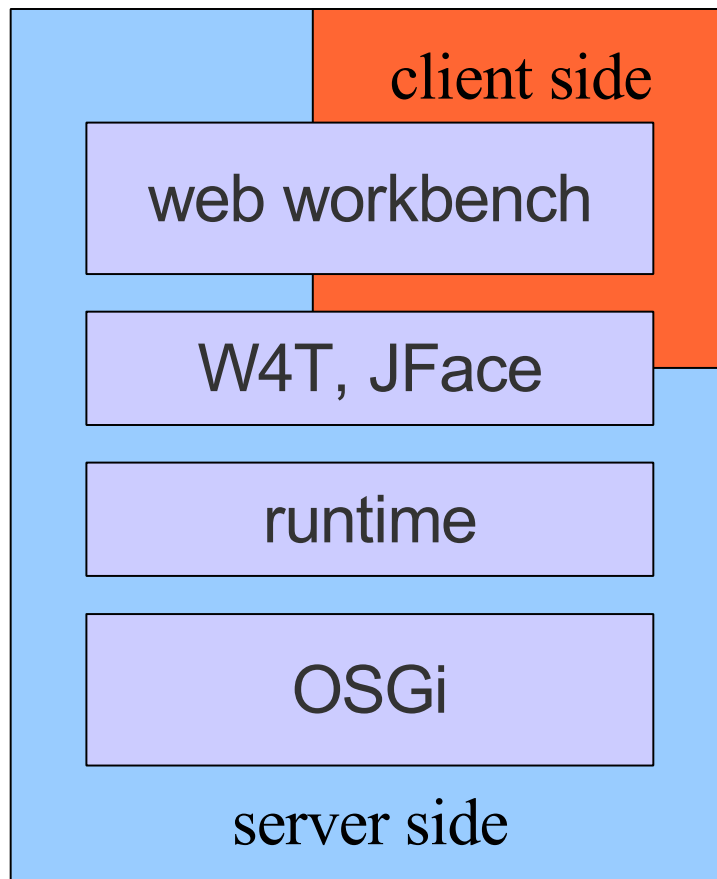 client side
web workbench
W4T, JFace
runtime
OSGi
server side